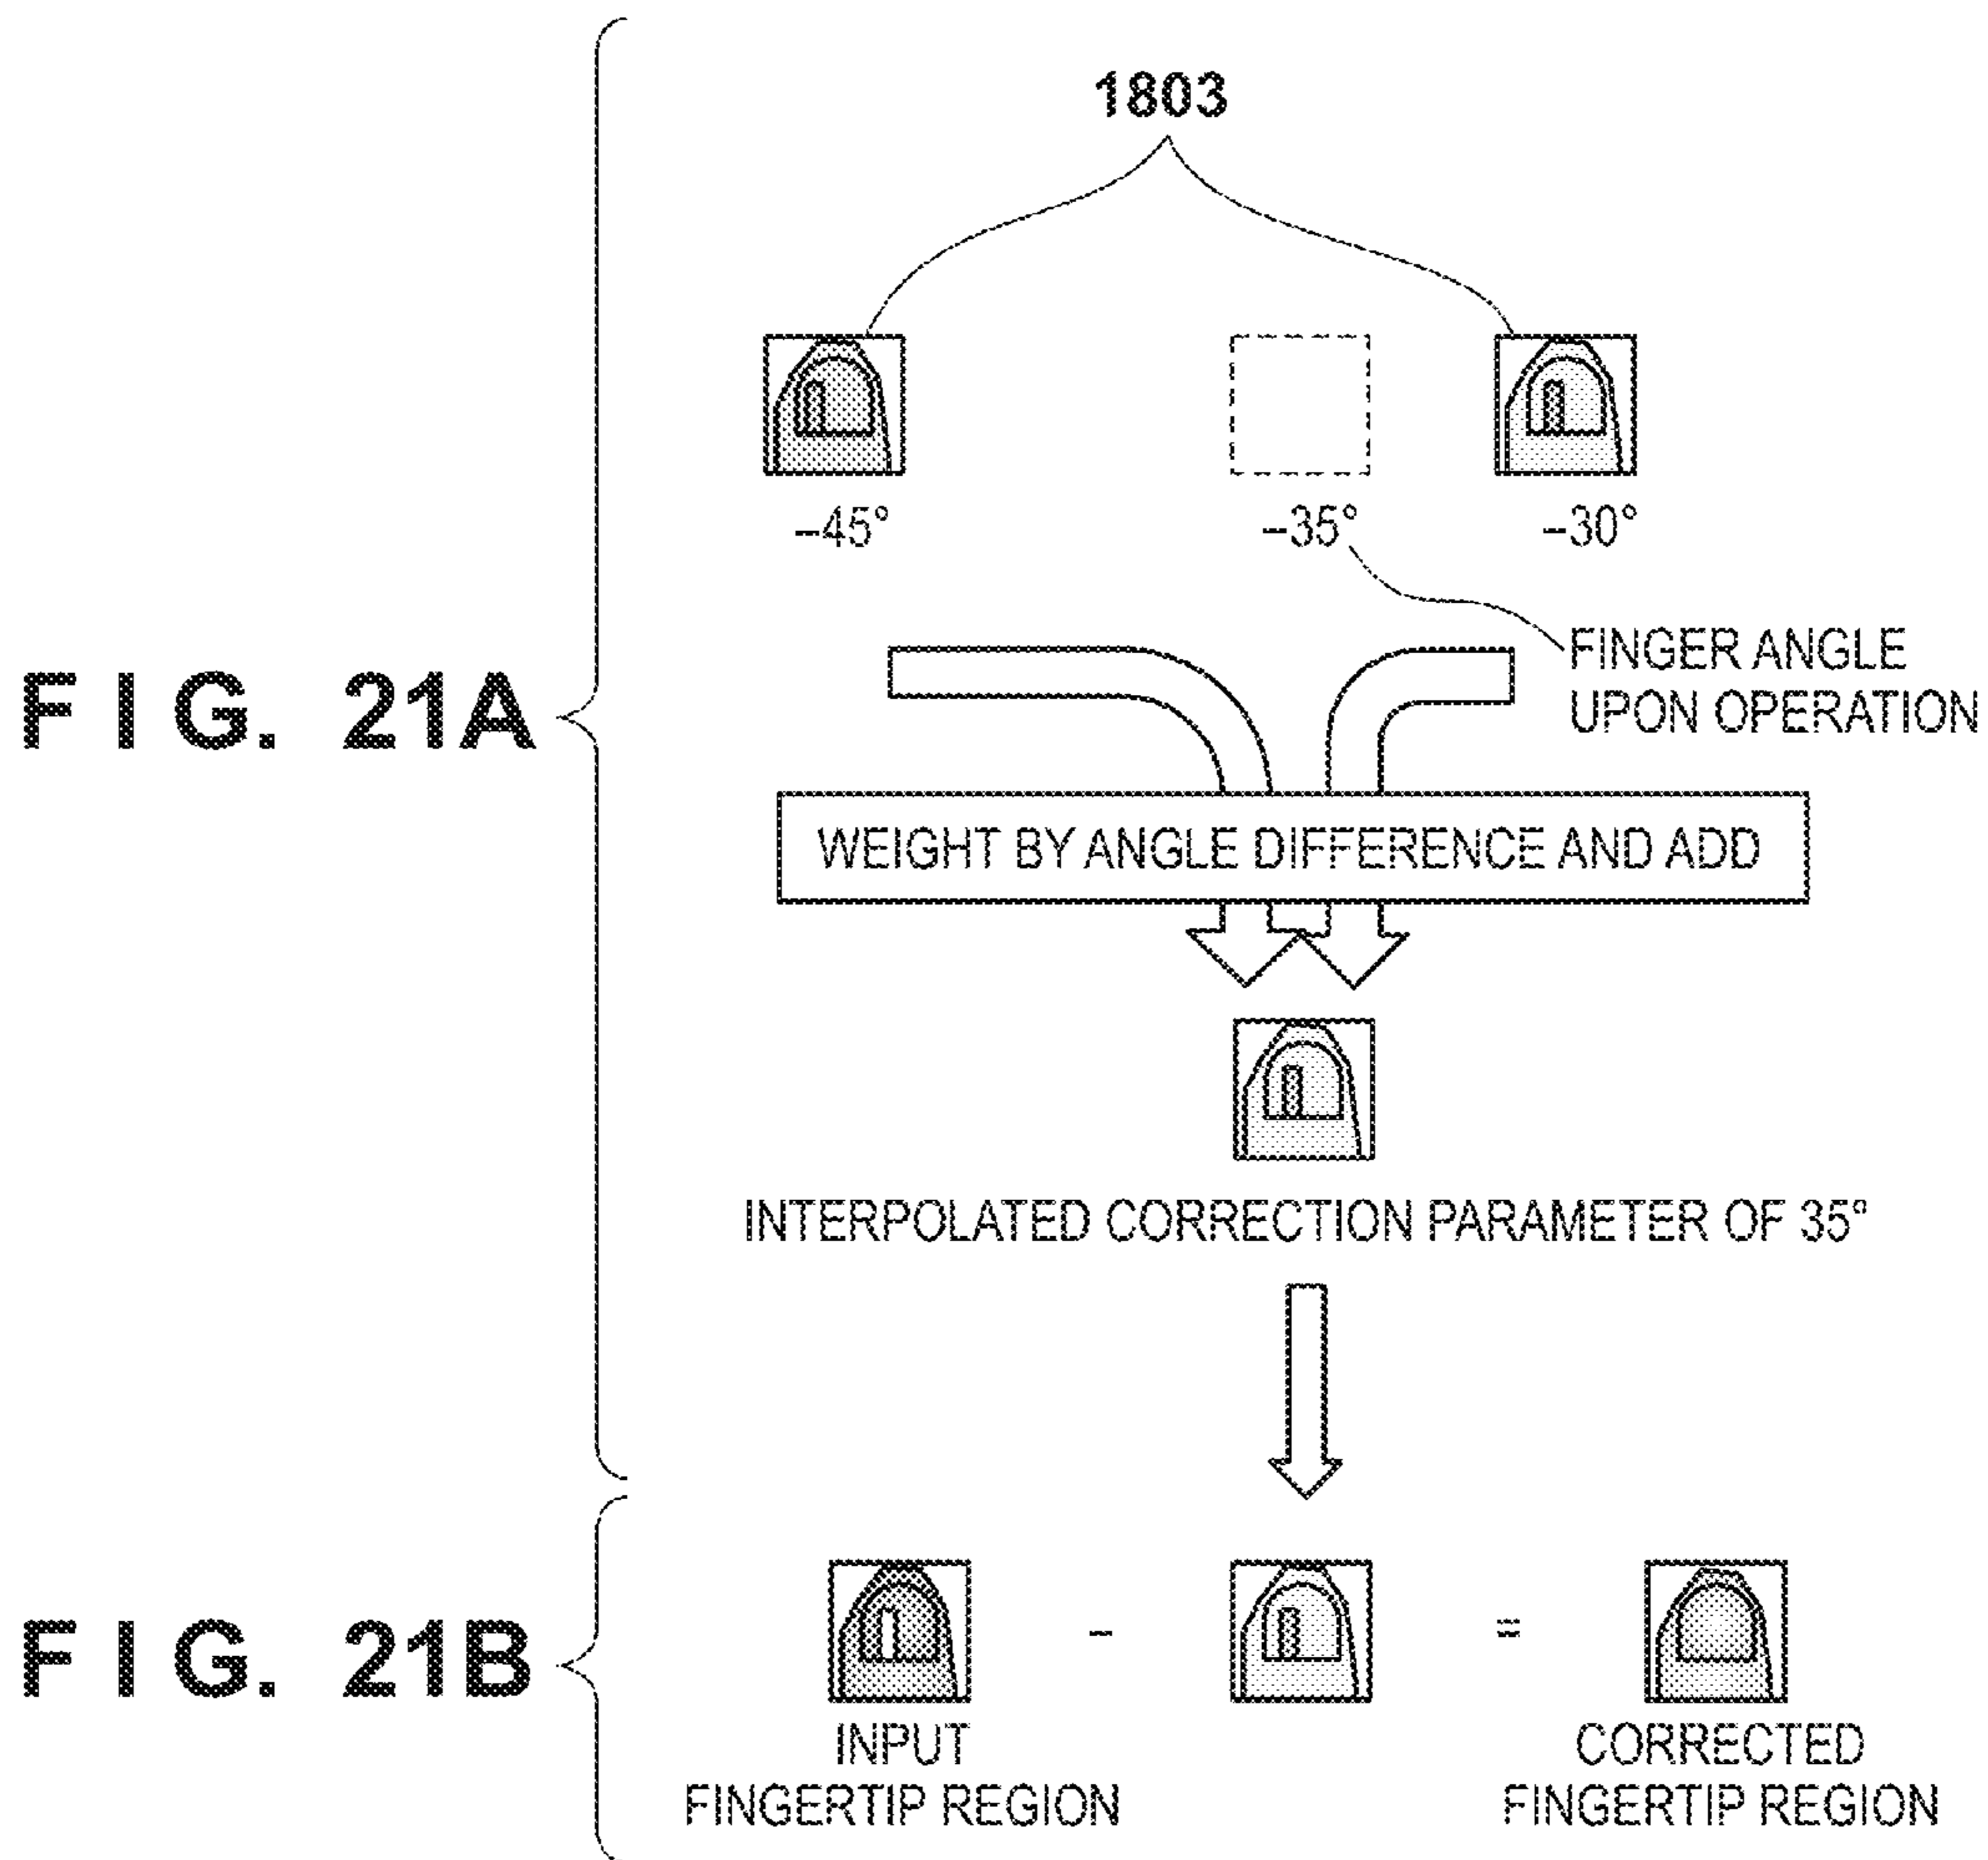 1803
–45°
–35°
–30°
FINGER ANGLE
UPON OPERATION
FIG. 21A
WEIGHT BY ANGLE DIFFERENCE AND ADD
INTERPOLATED CORRECTION PARAMETER OF 35°
FIG. 21B
–
=
INPUT
FINGERTIP REGION
CORRECTED
FINGERTIP REGION